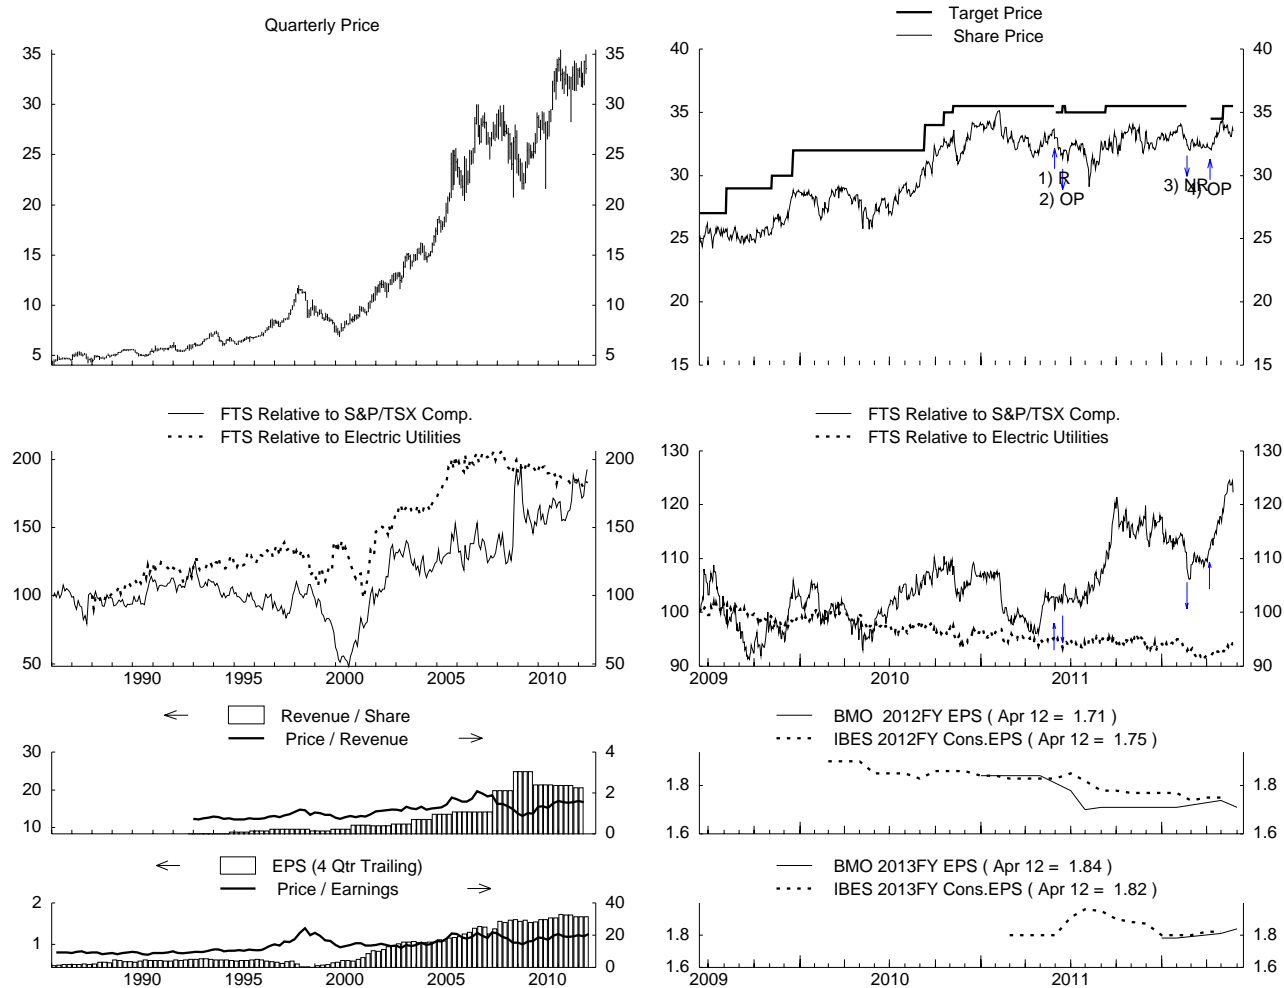 Quarterly Price
35 35
30 30
25 25
20 20
15 15
10 10
5 5
Target Price
Share Price
40 40
35 35
30 30
25 25
20 20
15 15
1) R
2) OP
3) NR
4) OP
FTS Relative to S&P/TSX Comp.
FTS Relative to Electric Utilities
200 200
150 150
100 100
50 50
1990 1995 2000 2005 2010
FTS Relative to S&P/TSX Comp.
FTS Relative to Electric Utilities
130 130
120 120
110 110
100 100
90 90
2009 2010 2011
Revenue / Share
Price / Revenue
30 4
20 2
10 0
BMO 2012FY EPS ( Apr 12 = 1.71 )
IBES 2012FY Cons.EPS ( Apr 12 = 1.75 )
1.8 1.8
1.6 1.6
EPS (4 Qtr Trailing)
Price / Earnings
2 40
1 20
0
1990 1995 2000 2005 2010
BMO 2013FY EPS ( Apr 12 = 1.84 )
IBES 2013FY Cons.EPS ( Apr 12 = 1.82 )
1.8 1.8
1.6 1.6
2009 2010 2011